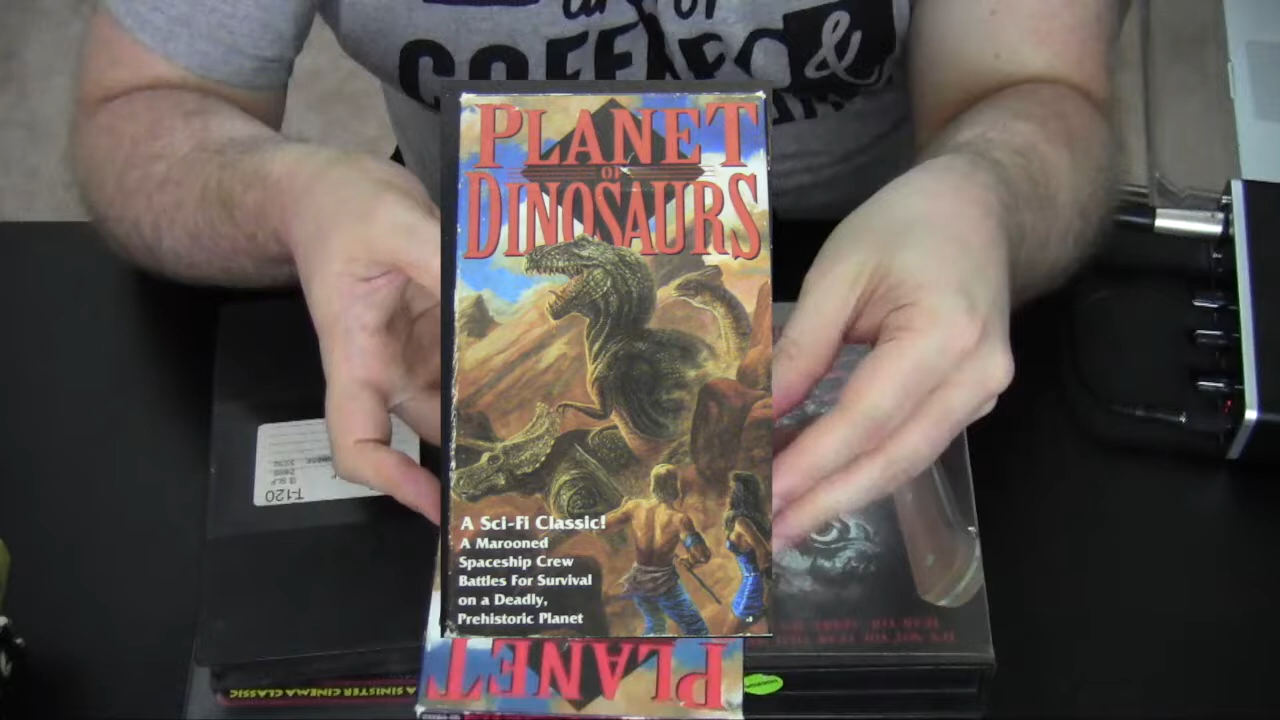 COFFEE &
PLANET
OF
DINOSAURS
A Sci-Fi Classic!
A Marooned
Spaceship Crew
Battles For Survival
on a Deadly,
Prehistoric Planet
T-120
A SINISTER CINEMA CLASSIC
PLANET